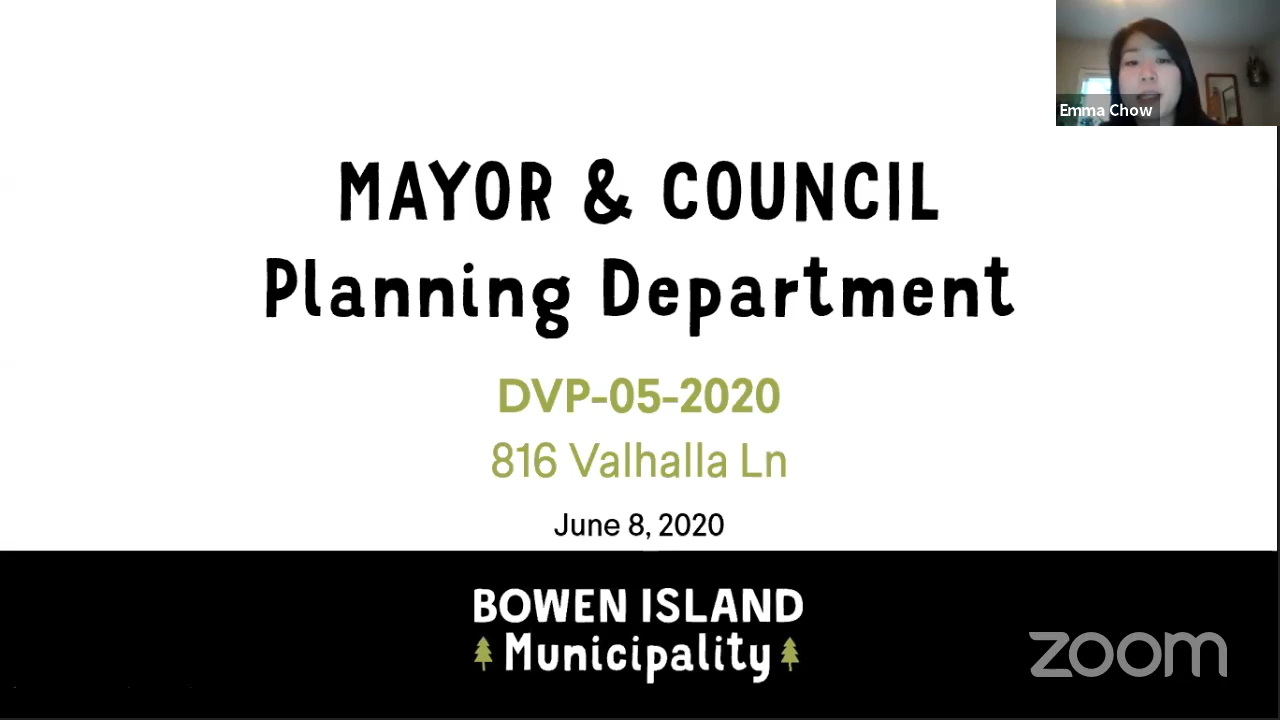 Emma Chow
MAYOR & COUNCIL
Planning Department
DVP-05-2020
816 Valhalla Ln
June 8, 2020
BOWEN ISLAND
Municipality
zoom